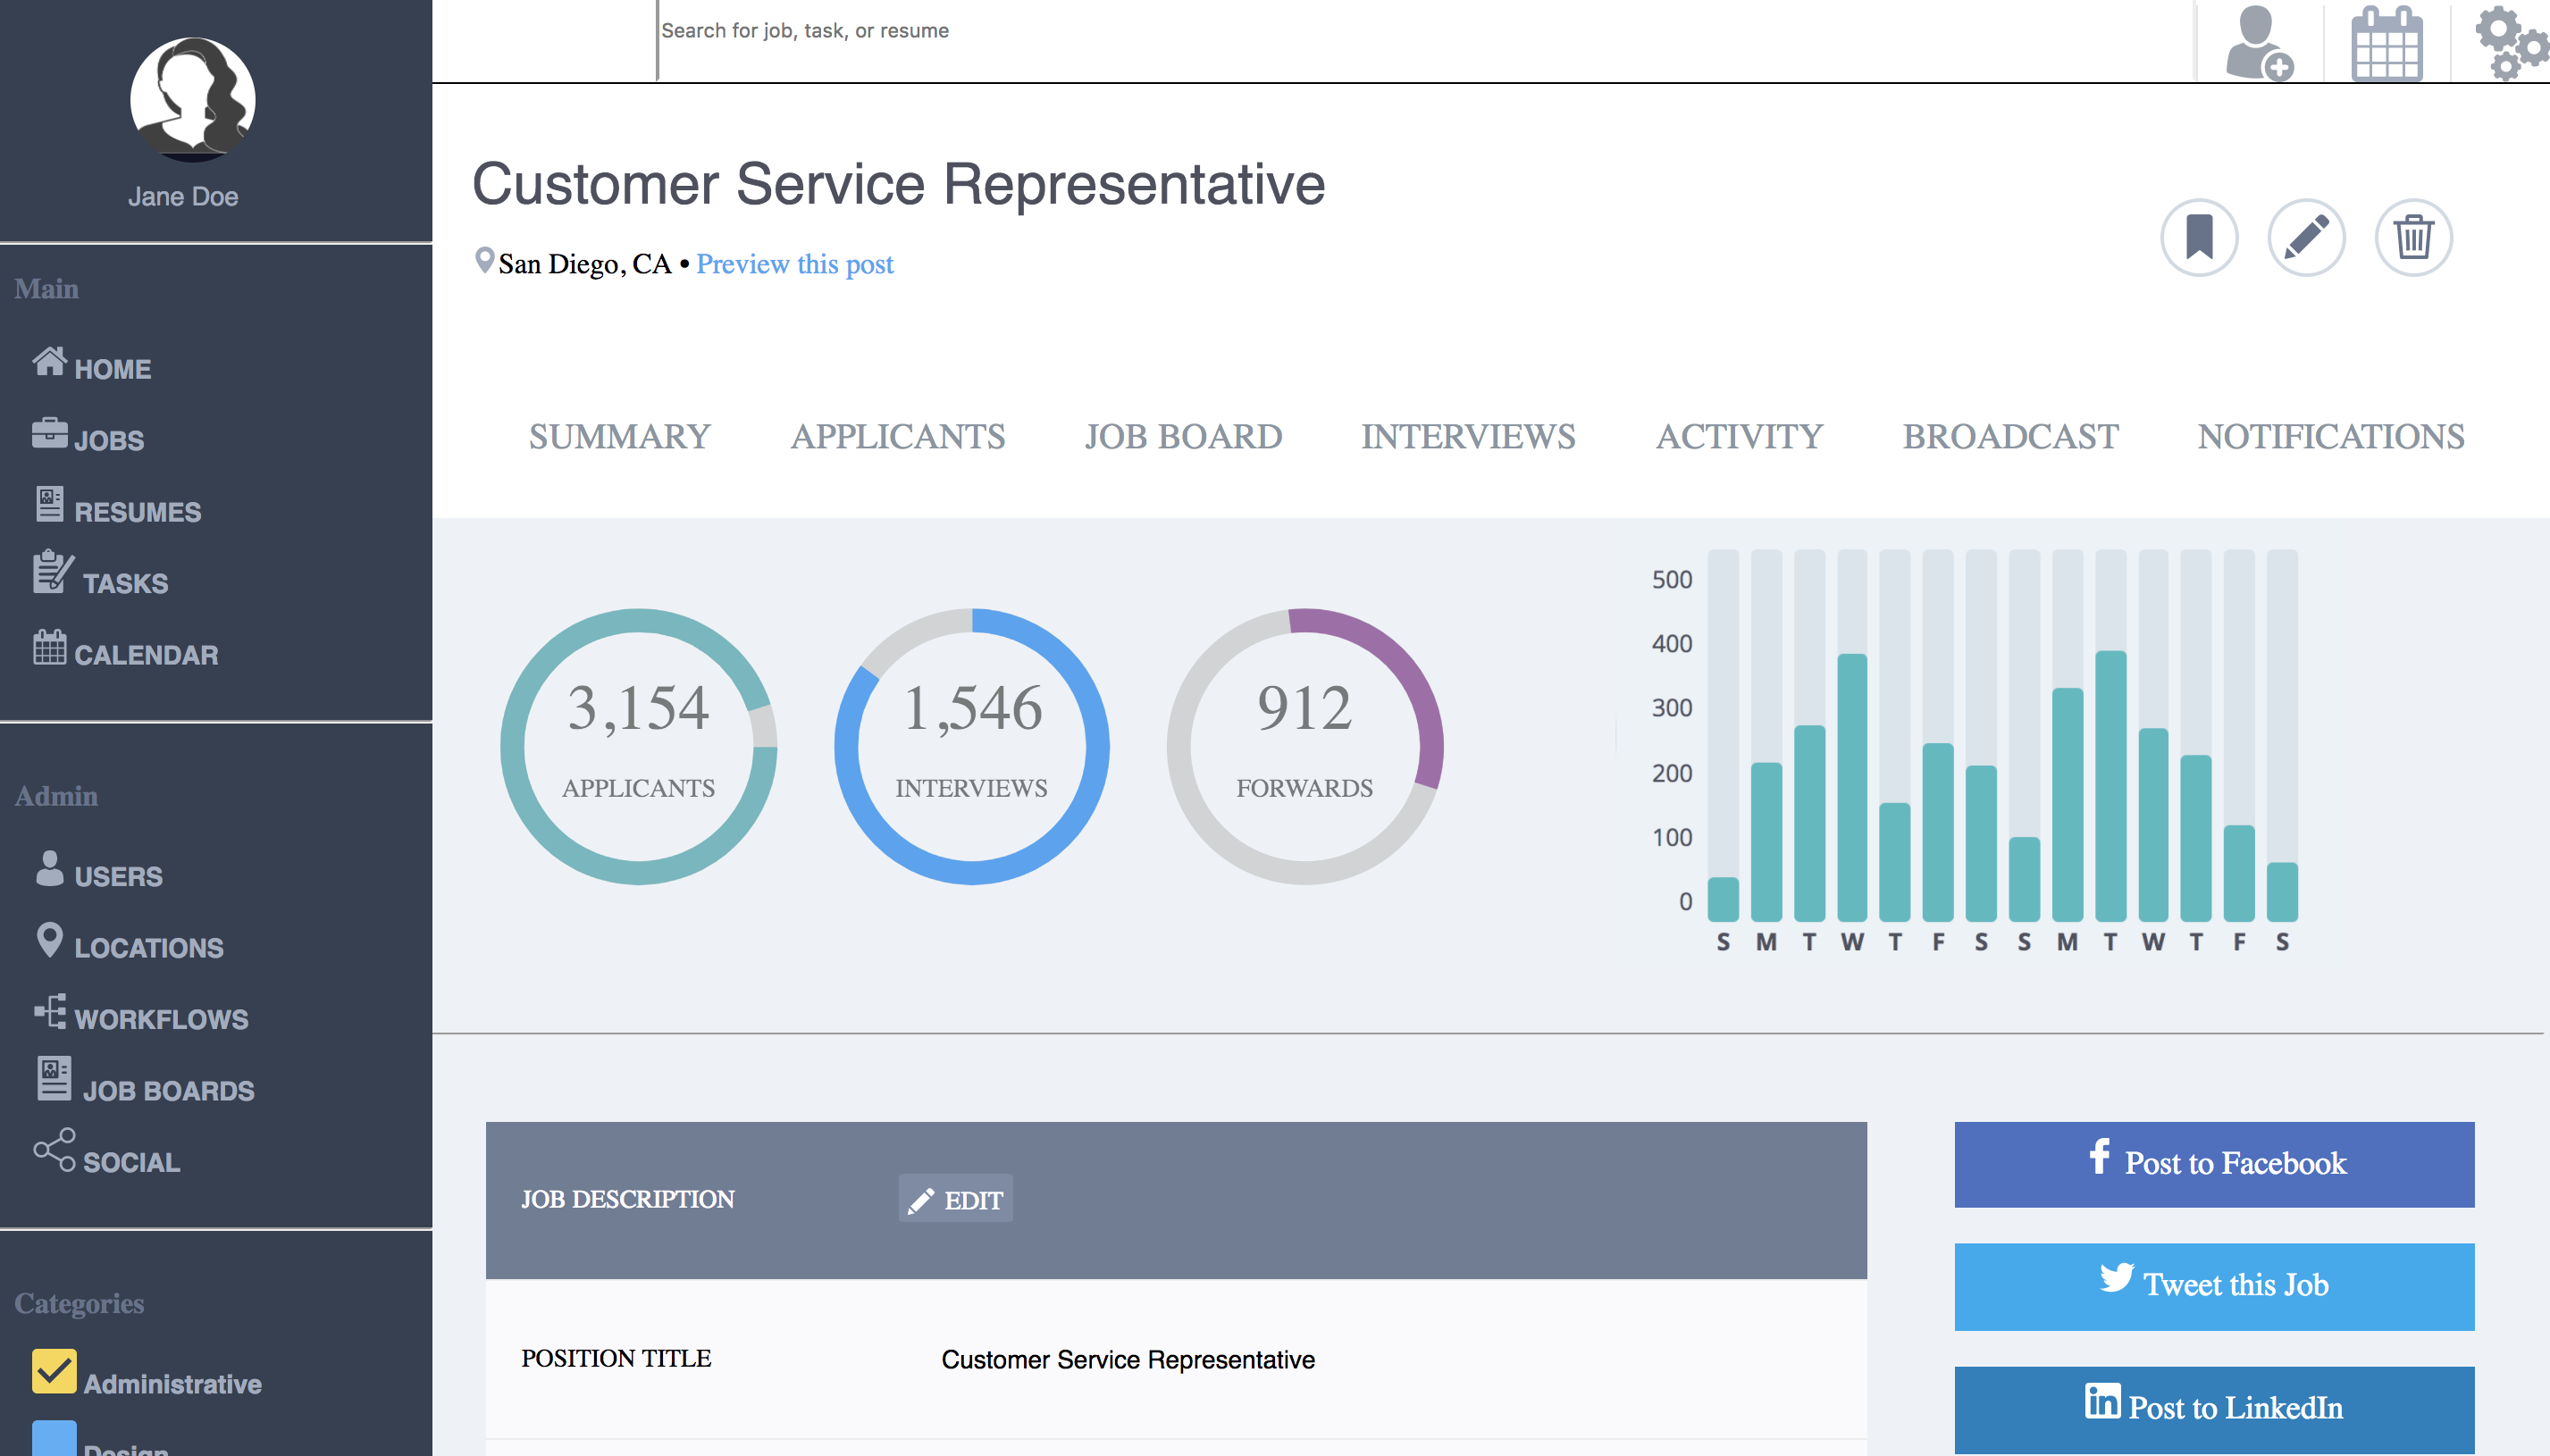 Search for job, task, or resume
Jane Doe
Main
HOME
JOBS
RESUMES
TASKS
CALENDAR
Admin
USERS
LOCATIONS
WORKFLOWS
JOB BOARDS
SOCIAL
Categories
Administrative
Design
Customer Service Representative
San Diego, CA • Preview this post
SUMMARY APPLICANTS JOB BOARD INTERVIEWS ACTIVITY BROADCAST NOTIFICATIONS
3,154
APPLICANTS
1,546
INTERVIEWS
912
FORWARDS
500
400
300
200
100
0
S M T W T F S S M T W T F S
JOB DESCRIPTION EDIT
POSITION TITLE Customer Service Representative
Post to Facebook
Tweet this Job
Post to LinkedIn